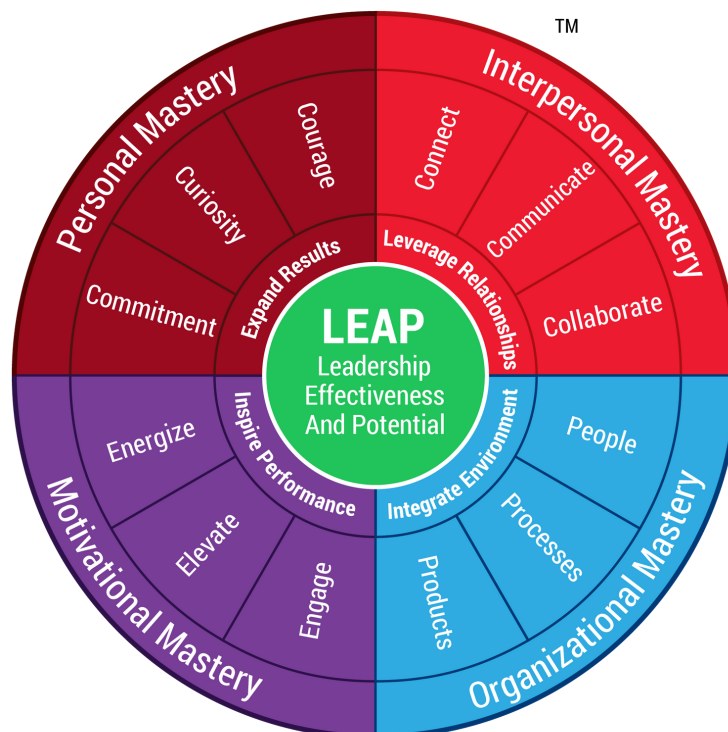 TM
Personal Mastery
Commitment
Curiosity
Courage
Expand Results
Interpersonal Mastery
Connect
Communicate
Collaborate
Leverage Relationships
LEAP
Leadership
Effectiveness
And Potential
Motivational Mastery
Energize
Elevate
Engage
Inspire Performance
Organizational Mastery
People
Processes
Products
Integrate Environment